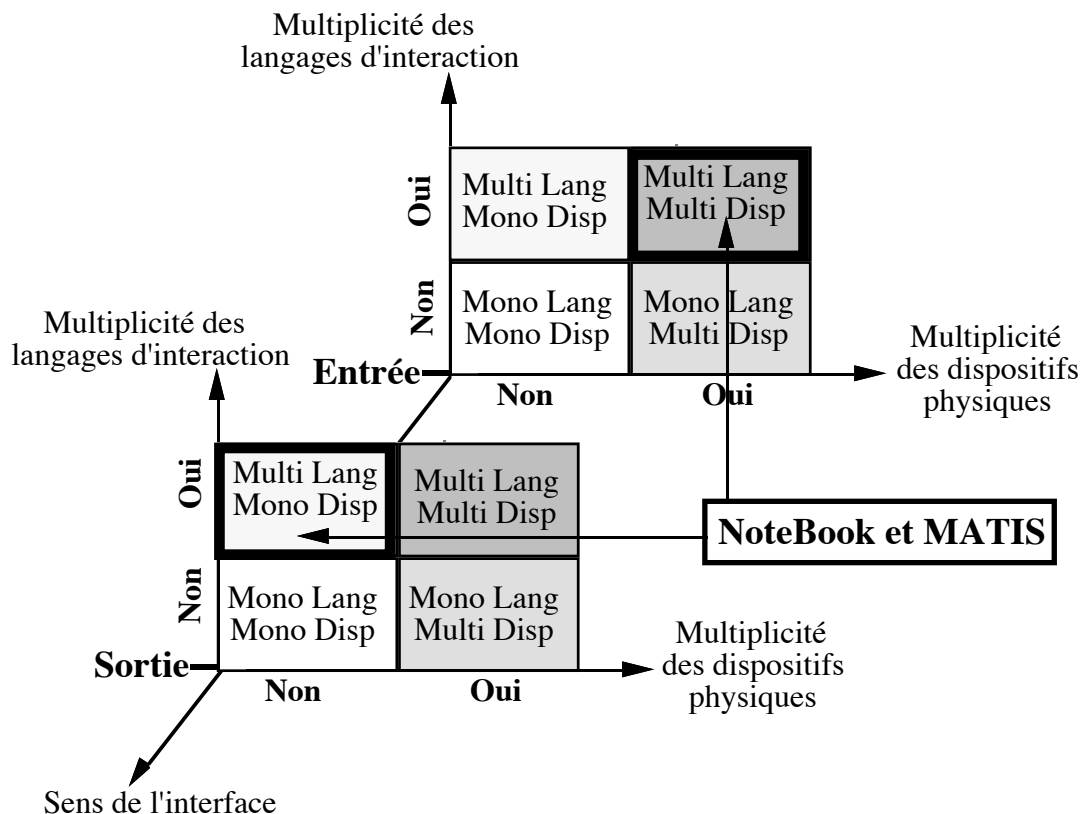 Multiplicité des
langages d'interaction
Oui
Multi Lang
Mono Disp
Multi Lang
Multi Disp
Non
Mono Lang
Mono Disp
Mono Lang
Multi Disp
Entrée
Non
Oui
Multiplicité
des dispositifs
physiques
Multiplicité des
langages d'interaction
Oui
Multi Lang
Mono Disp
Multi Lang
Multi Disp
NoteBook et MATIS
Non
Mono Lang
Mono Disp
Mono Lang
Multi Disp
Sortie
Non
Oui
Multiplicité
des dispositifs
physiques
Sens de l'interface